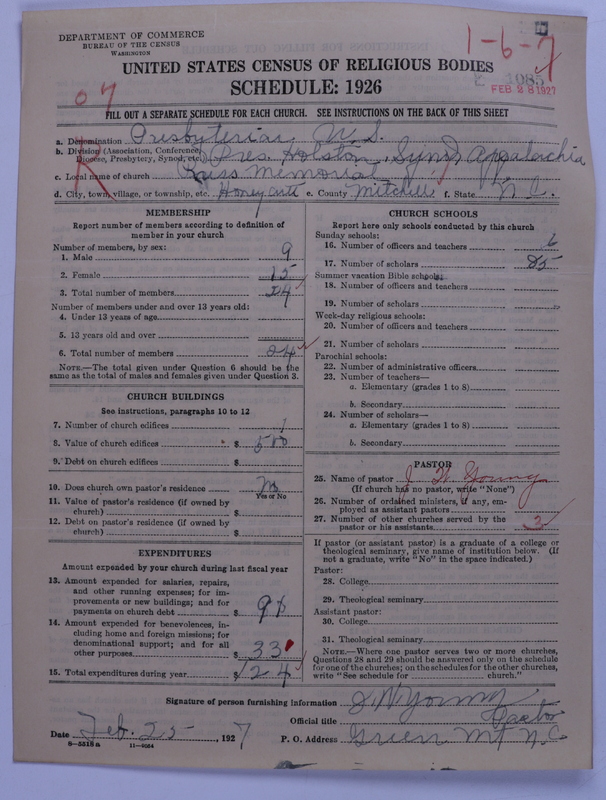 DEPARTMENT OF COMMERCE
BUREAU OF THE CENSUS
WASHINGTON
1-6-7
UNITED STATES CENSUS OF RELIGIOUS BODIES
1985
SCHEDULE: 1926
FEB 28 1927
07
FILL OUT A SEPARATE SCHEDULE FOR EACH CHURCH. SEE INSTRUCTIONS ON THE BACK OF THIS SHEET
a. Denomination Presbyterian U.S.
b. Division (Association, Conference, Diocese, Presbytery, Synod, etc.) Pres. Holston, Synod Appalachia
c. Local name of church Russ Memorial
d. City, town, village, or township, etc. Honeycutt e. County Mitchell f. State N.C.
MEMBERSHIP
Report number of members according to definition of
member in your church
Number of members, by sex:
1. Male 9
2. Female 15
3. Total number of members 24
Number of members under and over 13 years old:
4. Under 13 years of age
5. 13 years old and over
6. Total number of members 24
NOTE.—The total given under Question 6 should be the
same as the total of males and females given under Question 3.
CHURCH BUILDINGS
See instructions, paragraphs 10 to 12
7. Number of church edifices 1
8. Value of church edifices $ 500
9. Debt on church edifices $
10. Does church own pastor's residence No
Yes or No
11. Value of pastor's residence (if owned by
church) $
12. Debt on pastor's residence (if owned by
church) $
EXPENDITURES
Amount expended by your church during last fiscal year
13. Amount expended for salaries, repairs,
and other running expenses; for im-
provements or new buildings; and for
payments on church debt $ 91
14. Amount expended for benevolences, in-
cluding home and foreign missions; for
denominational support; and for all
other purposes $ 33
15. Total expenditures during year $ 124
CHURCH SCHOOLS
Report here only schools conducted by this church
Sunday schools:
16. Number of officers and teachers 6
17. Number of scholars 85
Summer vacation Bible schools:
18. Number of officers and teachers
19. Number of scholars
Week-day religious schools:
20. Number of officers and teachers
21. Number of scholars
Parochial schools:
22. Number of administrative officers
23. Number of teachers—
a. Elementary (grades 1 to 8)
b. Secondary
24. Number of scholars—
a. Elementary (grades 1 to 8)
b. Secondary
PASTOR
25. Name of pastor J W Young
(If church has no pastor, write "None")
26. Number of ordained ministers, if any, em-
ployed as assistant pastors
27. Number of other churches served by the
pastor or his assistants 3
If pastor (or assistant pastor) is a graduate of a college or
theological seminary, give name of institution below. (If
not a graduate, write "No" in the space indicated.)
Pastor:
28. College
29. Theological seminary
Assistant pastor:
30. College
31. Theological seminary
NOTE.—Where one pastor serves two or more churches,
Questions 28 and 29 should be answered only on the schedule
for one of the churches; on the schedules for the other churches,
write "See schedule for church."
Signature of person furnishing information J. W. Young
Official title Pastor
Date Feb. 25, 1927 P. O. Address Green Mt N.C.
8—5518a 11—9064